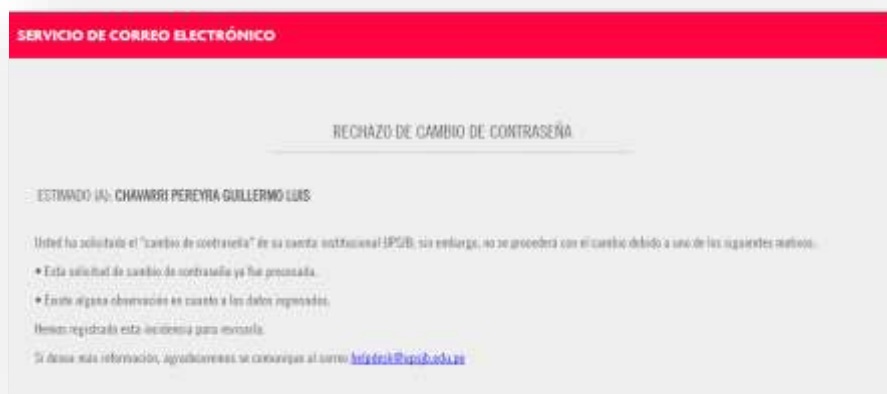 SERVICIO DE CORREO ELECTRÓNICO
RECHAZO DE CAMBIO DE CONTRASEÑA
ESTIMADO (A): CHAVARRI PEREYRA GUILLERMO LUIS
Usted ha solicitado el "cambio de contraseña" de su cuenta institucional UPSJB, sin embargo, no se procederá con el cambio debido a uno de los siguientes motivos:
• Esta solicitud de cambio de contraseña ya fue procesada.
• Existe alguna observación en cuanto a los datos ingresados.
Hemos registrado esta incidencia para revisarla.
Si desea más información, agradeceremos se comunique al correo helpdesk@upsjb.edu.pe